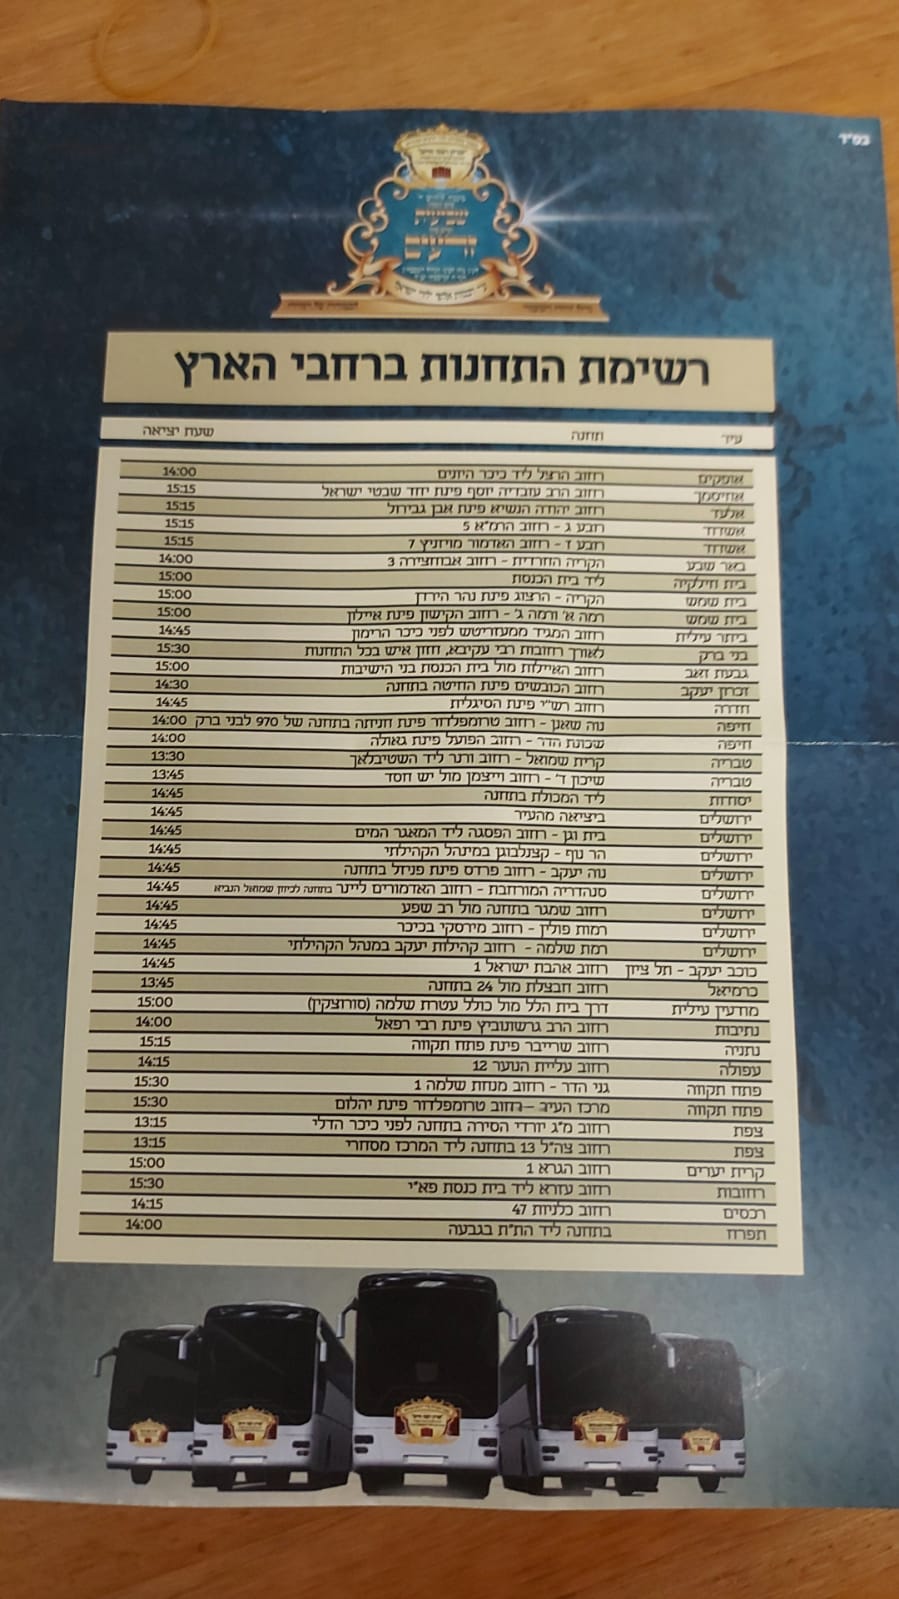 בס"ד
רשימת התחנות ברחבי הארץ
עיר תחנה שעת יציאה
אופקים רחוב הרצל ליד כיכר היונים 14:00
אחיסמך רחוב הרב עובדיה יוסף פינת יחד שבטי ישראל 15:15
אלעד רחוב יהודה הנשיא פינת אבן גבירול 15:15
אשדוד רובע ג - רחוב הרמ"א 5 15:15
אשדוד רובע ז - רחוב האדמור מויזניץ 7 15:15
באר שבע הקריה החרדית - רחוב אבוחצירה 3 14:00
בית חילקיה ליד בית הכנסת 15:00
בית שמש הקריה - הרצוג פינת נהר הירדן 15:00
בית שמש רמה א' ורמה ג' - רחוב הקישון פינת איילון 15:00
ביתר עילית רחוב המגיד ממעזריטש לפני כיכר הרימון 14:45
בני ברק לאורך רחובות רבי עקיבא, חזון איש בכל התחנות 15:30
גבעת זאב רחוב האיילות מול בית הכנסת בני הישיבות 15:00
זכרון יעקב רחוב הכובשים פינת החיטה בתחנה 14:30
חדרה רחוב רש"י פינת הסיגלית 14:45
חיפה נוה שאנן - רחוב טרומפלדור פינת חניתה בתחנה של 970 לבני ברק 14:00
חיפה שכונת הדר - רחוב הפועל פינת גאולה 14:00
טבריה קרית שמואל - רחוב ורנר ליד השטיבלאך 13:30
טבריה שיכון ד' - רחוב וייצמן מול יש חסד 13:45
יסודות ליד המכולת בתחנה 14:45
ירושלים ביציאה מהעיר 14:45
ירושלים בית וגן - רחוב הפסגה ליד המאגר המים 14:45
ירושלים הר נוף - קצנלבוגן במינהל הקהילתי 14:45
ירושלים נוה יעקב - רחוב פרדס פינת פניזל בתחנה 14:45
ירושלים סנהדריה המורחבת - רחוב האדמורים ליינר בתחנה לכיוון שמואל הנביא 14:45
ירושלים רחוב שמגר בתחנה מול רב שפע 14:45
ירושלים רמות פולין - רחוב מירסקי בכיכר 14:45
ירושלים רמת שלמה - רחוב קהילות יעקב במנהל הקהילתי 14:45
כוכב יעקב - תל ציון רחוב אהבת ישראל 1 14:45
כרמיאל רחוב חבצלת מול 24 בתחנה 13:45
מודעין עילית דרך בית הלל מול כולל עטרת שלמה (סורוצקין) 15:00
נתיבות רחוב הרב גרשונוביץ פינת רבי רפאל 14:00
נתניה רחוב שרייבר פינת פתח תקווה 15:15
עפולה רחוב עליית הנוער 12 14:15
פתח תקווה גני הדר - רחוב מנחת שלמה 1 15:30
פתח תקווה מרכז העיר - רחוב טרומפלדור פינת יהלום 15:30
צפת רחוב מ"ג יורדי הסירה בתחנה לפני כיכר הדלי 13:15
צפת רחוב צה"ל 13 בתחנה ליד המרכז מסחרי 13:15
קרית יערים רחוב הגרא 1 15:00
רחובות רחוב עזרא ליד בית כנסת פא"י 15:30
רכסים רחוב כלניות 47 14:15
תפרח בתחנה ליד הת"ת בגבעה 14:00